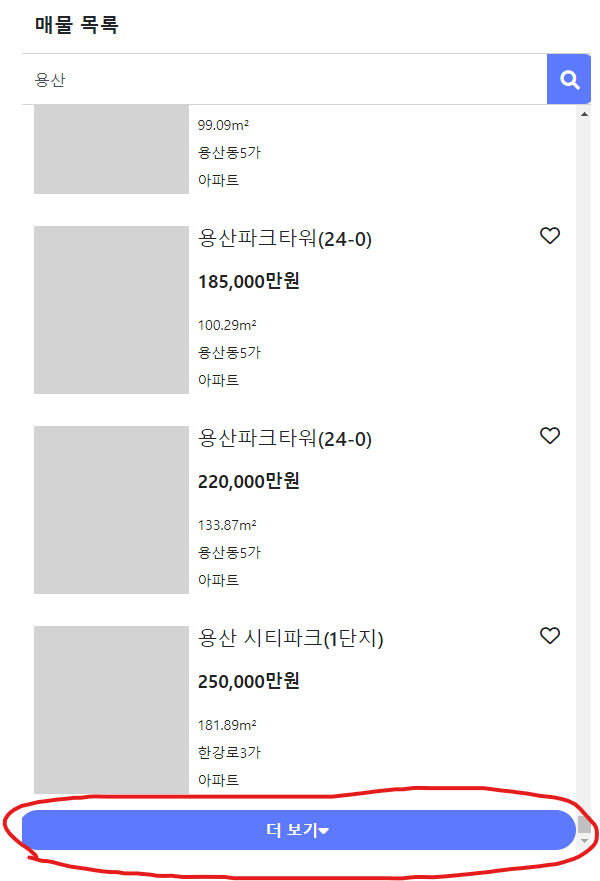 매물 목록
용산
99.09m²
용산동5가
아파트
용산파크타워(24-0)
185,000만원
100.29m²
용산동5가
아파트
용산파크타워(24-0)
220,000만원
133.87m²
용산동5가
아파트
용산 시티파크(1단지)
250,000만원
181.89m²
한강로3가
아파트
더 보기